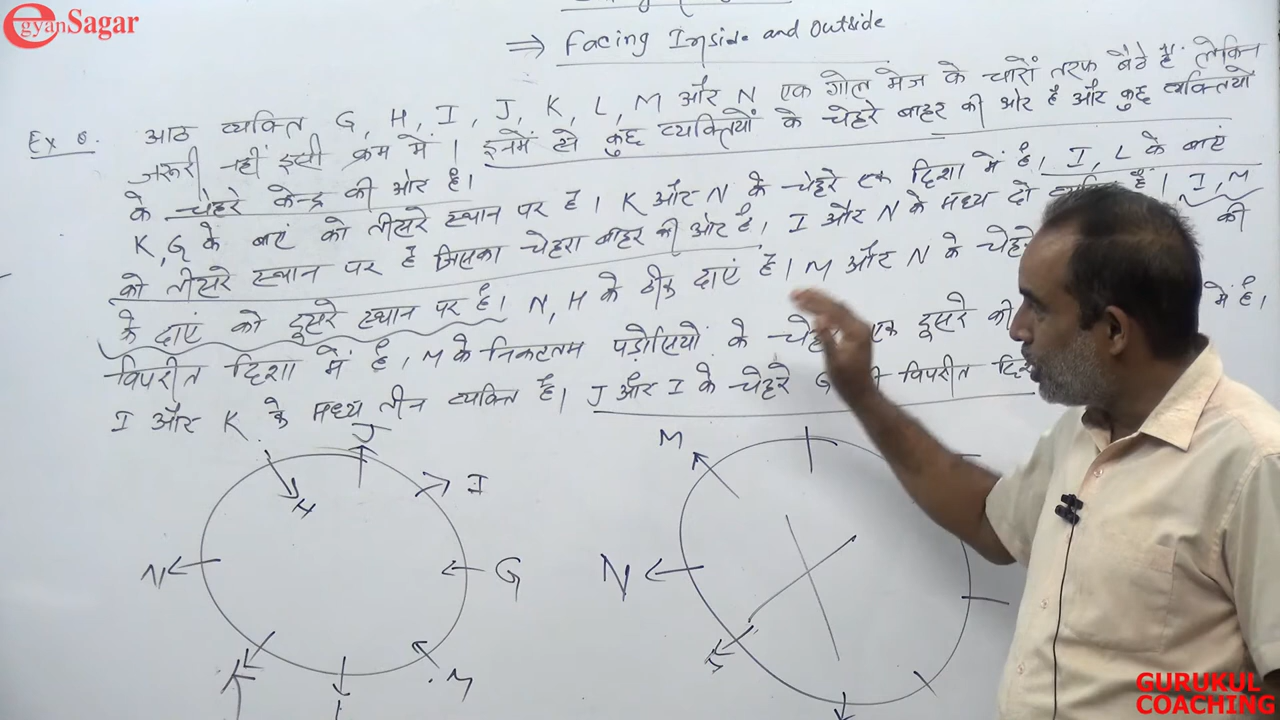 egyanSagar
⇒ Facing Inside and Outside
Ex 8. आठ व्यक्ति G, H, I, J, K, L, M और N एक गोल मेज के चारों तरफ बैठे हैं लेकिन
जरूरी नहीं इसी क्रम में। इनमें से कुछ व्यक्तियों के चेहरे बाहर की ओर है और कुछ व्यक्तियों
के चेहरे केन्द्र की ओर है।
K और N के चेहरे एक दिशा में है। I, L के बाएं
को तीसरे स्थान पर है जिसका चेहरा बाहर की ओर है, I और N के मध्य दो
K, G के बाएं को तीसरे स्थान पर है।
I, M
के दाएं को दूसरे स्थान पर है। N, H के ठीक दाएं है। M और N के चेहरे
की
विपरीत दिशा में है, M के निकटतम पड़ोसियों के चेहरे एक दूसरे की
में है।
I और K के मध्य तीन व्यक्ति है। J और I के चेहरे G विपरीत
J
I
H
N
G
K
M
M
N
GURUKUL
COACHING